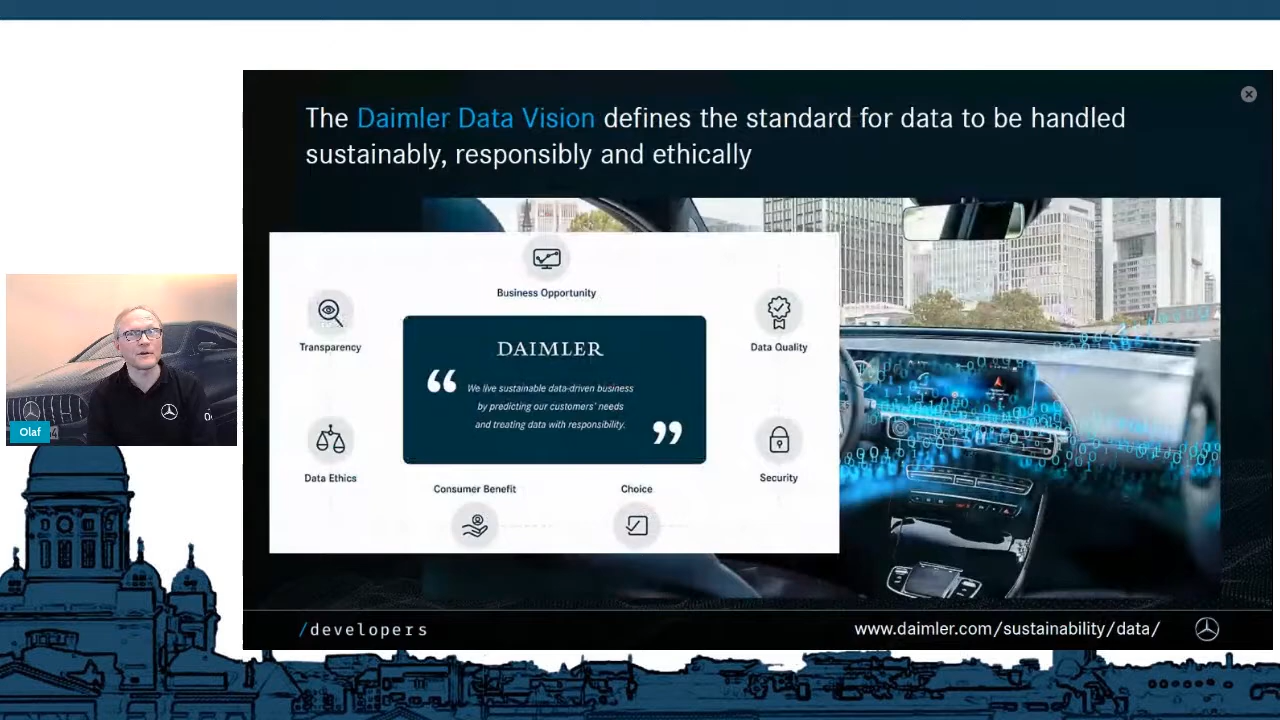 The Daimler Data Vision defines the standard for data to be handled
sustainably, responsibly and ethically
Business Opportunity
Transparency
Data Quality
DAIMLER
“ We live sustainable data-driven business
by predicting our customers' needs
and treating data with responsibility. ”
Data Ethics
Security
Consumer Benefit
Choice
Olaf
/developers
www.daimler.com/sustainability/data/